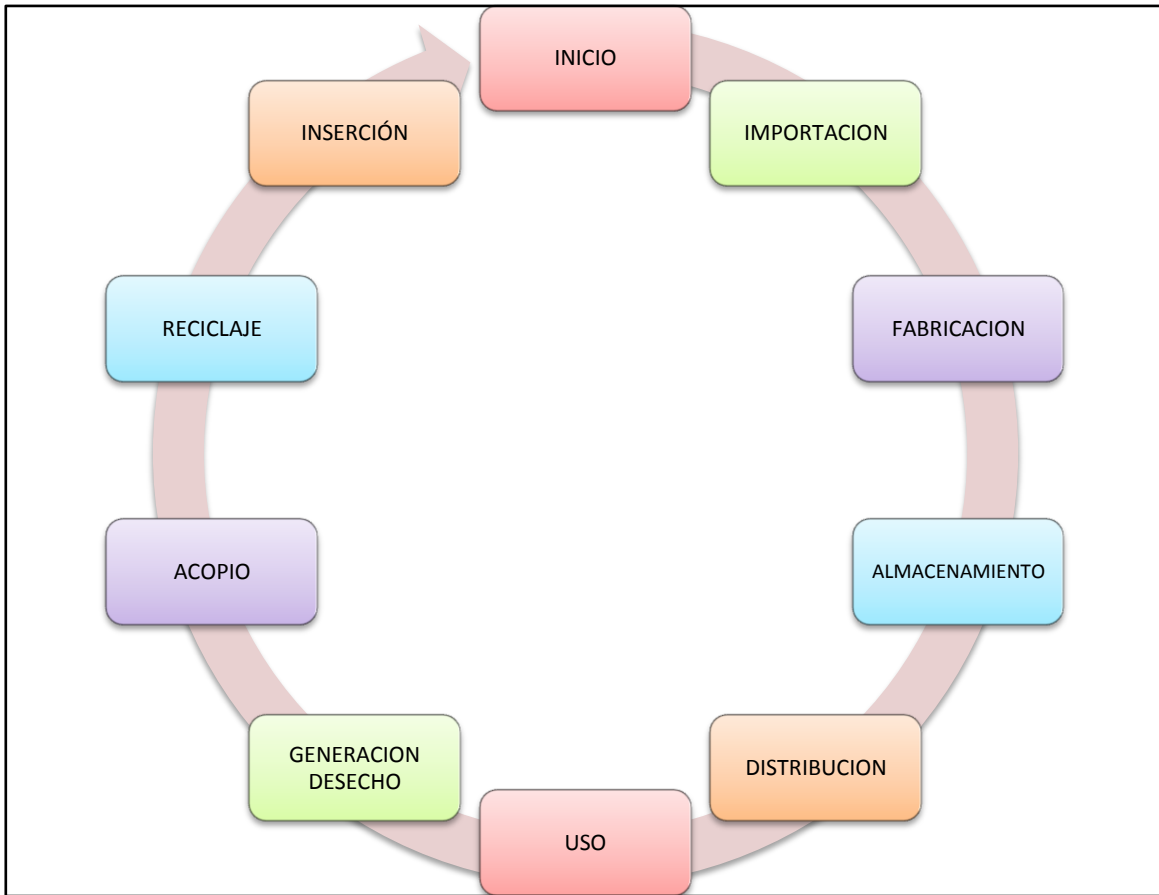 INICIO
IMPORTACION
FABRICACION
ALMACENAMIENTO
DISTRIBUCION
USO
GENERACION
DESECHO
ACOPIO
RECICLAJE
INSERCIÓN